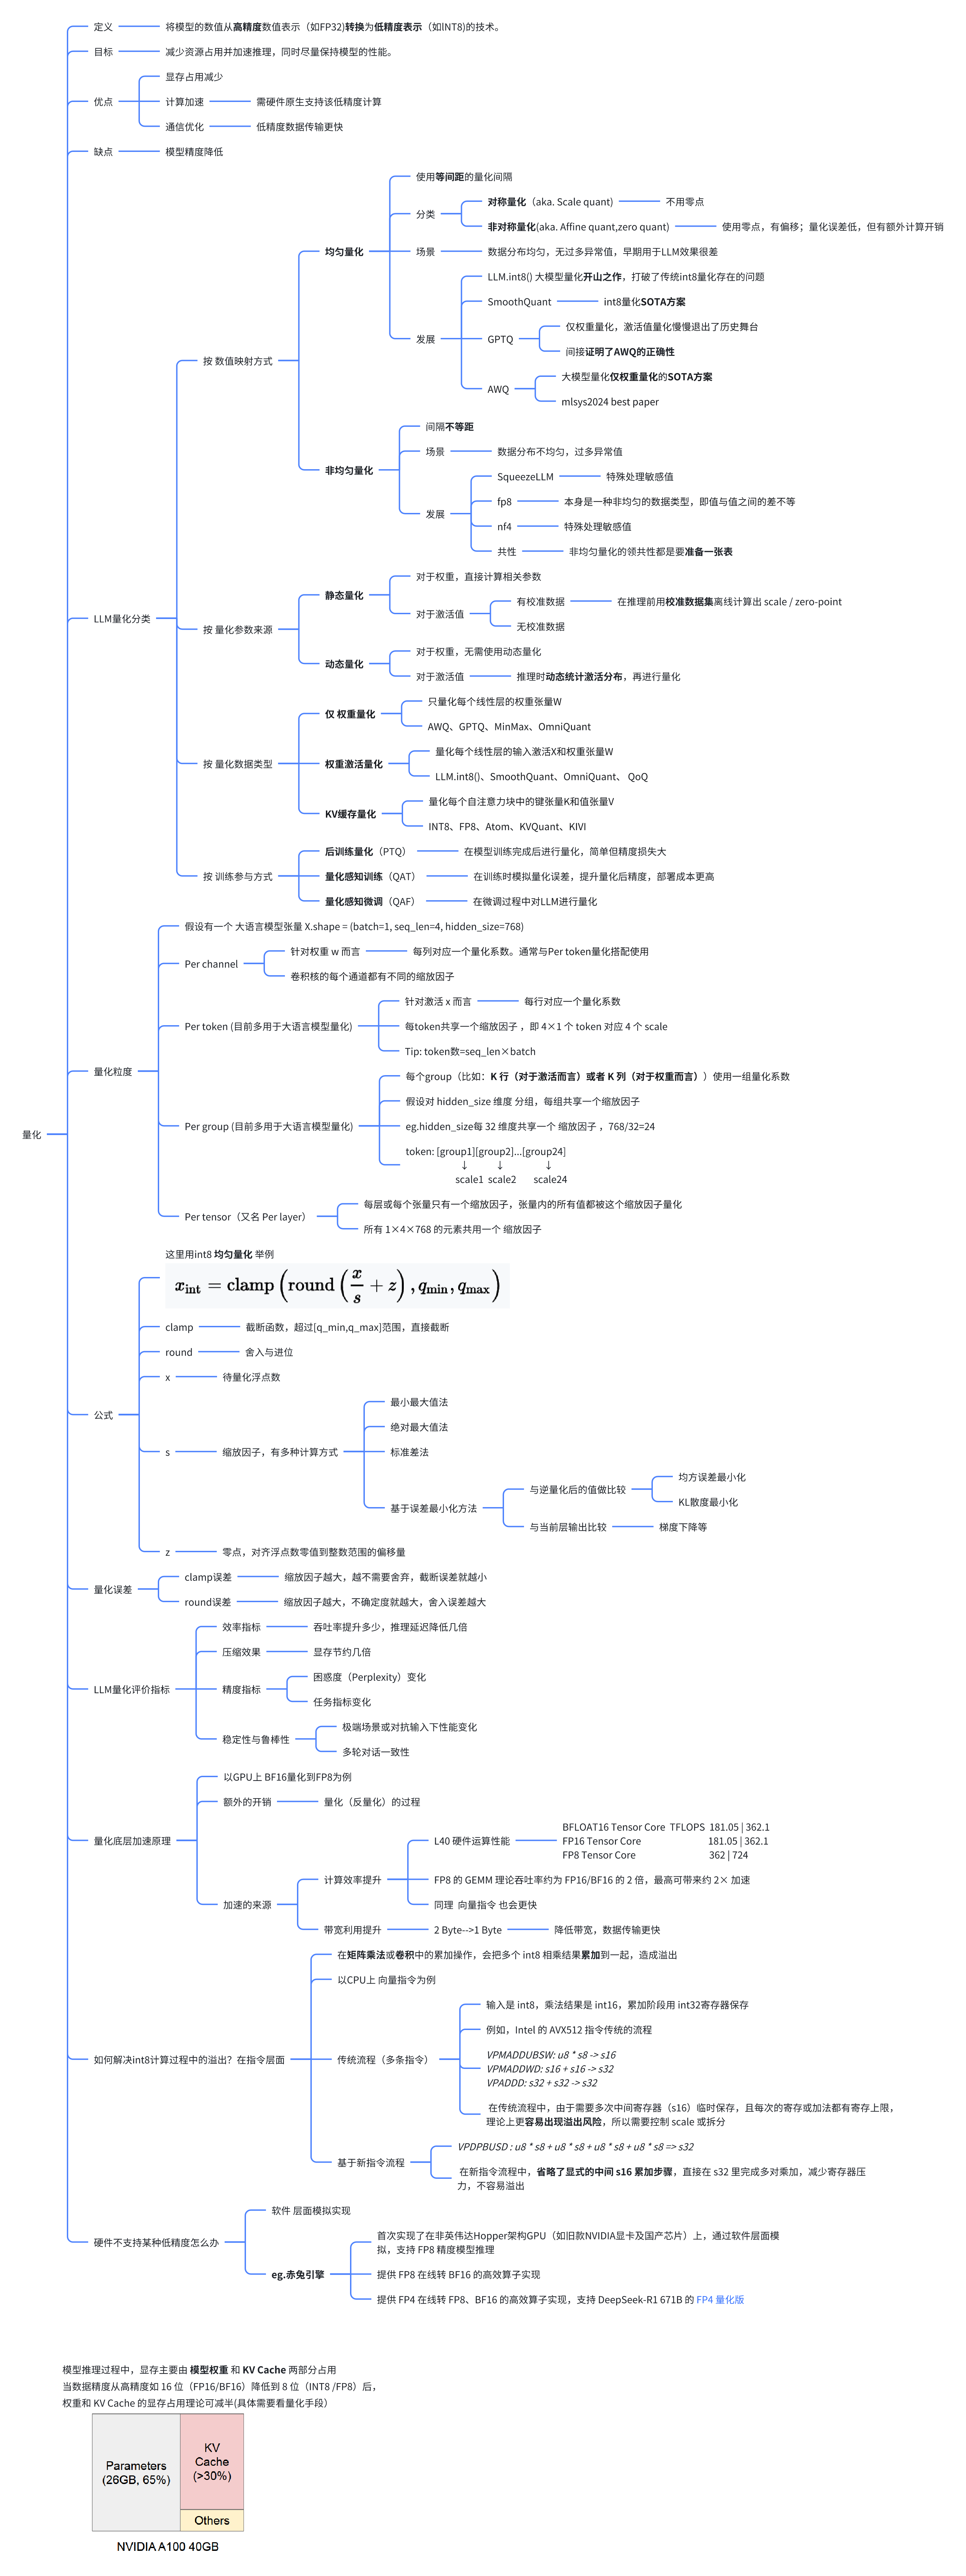 定义
将模型的数值从高精度数值表示（如FP32)转换为低精度表示（如INT8)的技术。
目标
减少资源占用并加速推理，同时尽量保持模型的性能。
优点
显存占用减少
计算加速
需硬件原生支持该低精度计算
通信优化
低精度数据传输更快
缺点
模型精度降低
LLM量化分类
按 数值映射方式
均匀量化
使用等间距的量化间隔
分类
对称量化（aka. Scale quant)
不用零点
非对称量化(aka. Affine quant,zero quant)
使用零点，有偏移；量化误差低，但有额外计算开销
场景
数据分布均匀，无过多异常值，早期用于LLM效果很差
发展
LLM.int8() 大模型量化开山之作，打破了传统int8量化存在的问题
SmoothQuant
int8量化SOTA方案
GPTQ
仅权重量化，激活值量化慢慢退出了历史舞台
间接证明了AWQ的正确性
AWQ
大模型量化仅权重量化的SOTA方案
mlsys2024 best paper
非均匀量化
间隔不等距
场景
数据分布不均匀，过多异常值
发展
SqueezeLLM
特殊处理敏感值
fp8
本身是一种非均匀的数据类型，即值与值之间的差不等
nf4
特殊处理敏感值
共性
非均匀量化的领共性都是要准备一张表
按 量化参数来源
静态量化
对于权重，直接计算相关参数
对于激活值
有校准数据
在推理前用校准数据集离线计算出 scale / zero-point
无校准数据
动态量化
对于权重，无需使用动态量化
对于激活值
推理时动态统计激活分布，再进行量化
按 量化数据类型
仅 权重量化
只量化每个线性层的权重张量W
AWQ、GPTQ、MinMax、OmniQuant
权重激活量化
量化每个线性层的输入激活X和权重张量W
LLM.int8()、SmoothQuant、OmniQuant、 QoQ
KV缓存量化
量化每个自注意力块中的键张量K和值张量V
INT8、FP8、Atom、KVQuant、KIVI
按 训练参与方式
后训练量化（PTQ）
在模型训练完成后进行量化，简单但精度损失大
量化感知训练（QAT）
在训练时模拟量化误差，提升量化后精度，部署成本更高
量化感知微调（QAF）
在微调过程中对LLM进行量化
量化
量化粒度
假设有一个 大语言模型张量 X.shape = (batch=1, seq_len=4, hidden_size=768)
Per channel
针对权重 w 而言
每列对应一个量化系数。通常与Per token量化搭配使用
卷积核的每个通道都有不同的缩放因子
Per token (目前多用于大语言模型量化)
针对激活 x 而言
每行对应一个量化系数
每token共享一个缩放因子 ，即 4×1 个 token 对应 4 个 scale
Tip: token数=seq_len×batch
Per group (目前多用于大语言模型量化)
每个group（比如：K 行（对于激活而言）或者 K 列（对于权重而言））使用一组量化系数
假设对 hidden_size 维度 分组，每组共享一个缩放因子
eg.hidden_size每 32 维度共享一个 缩放因子 ，768/32=24
token: [group1][group2]...[group24]
↓ ↓ ↓
scale1 scale2 scale24
Per tensor（又名 Per layer）
每层或每个张量只有一个缩放因子，张量内的所有值都被这个缩放因子量化
所有 1×4×768 的元素共用一个 缩放因子
公式
这里用int8 均匀量化 举例
x_int = clamp ( round ( x/s + z ) , q_min, q_max )
clamp
截断函数，超过[q_min,q_max]范围，直接截断
round
舍入与进位
x
待量化浮点数
s
缩放因子，有多种计算方式
最小最大值法
绝对最大值法
标准差法
基于误差最小化方法
与逆量化后的值做比较
均方误差最小化
KL散度最小化
与当前层输出比较
梯度下降等
z
零点，对齐浮点数零值到整数范围的偏移量
量化误差
clamp误差
缩放因子越大，越不需要舍弃，截断误差就越小
round误差
缩放因子越大，不确定度就越大，舍入误差越大
LLM量化评价指标
效率指标
吞吐率提升多少，推理延迟降低几倍
压缩效果
显存节约几倍
精度指标
困惑度（Perplexity）变化
任务指标变化
稳定性与鲁棒性
极端场景或对抗输入下性能变化
多轮对话一致性
量化底层加速原理
以GPU上 BF16量化到FP8为例
额外的开销
量化（反量化）的过程
加速的来源
计算效率提升
L40 硬件运算性能
BFLOAT16 Tensor Core TFLOPS 181.05 | 362.1
FP16 Tensor Core 181.05 | 362.1
FP8 Tensor Core 362 | 724
FP8 的 GEMM 理论吞吐率约为 FP16/BF16 的 2 倍，最高可带来约 2× 加速
同理 向量指令 也会更快
带宽利用提升
2 Byte-->1 Byte
降低带宽，数据传输更快
如何解决int8计算过程中的溢出？在指令层面
在矩阵乘法或卷积中的累加操作，会把多个 int8 相乘结果累加到一起，造成溢出
以CPU上 向量指令为例
传统流程（多条指令）
输入是 int8，乘法结果是 int16，累加阶段用 int32寄存器保存
例如，Intel 的 AVX512 指令传统的流程
VPMADDUBSW: u8 * s8 -> s16
VPMADDWD: s16 + s16 -> s32
VPADDD: s32 + s32 -> s32
在传统流程中，由于需要多次中间寄存器（s16）临时保存，且每次的寄存或加法都有寄存上限，
理论上更容易出现溢出风险，所以需要控制 scale 或拆分
基于新指令流程
VPDPBUSD : u8 * s8 + u8 * s8 + u8 * s8 + u8 * s8 => s32
在新指令流程中，省略了显式的中间 s16 累加步骤，直接在 s32 里完成多对乘加，减少寄存器压
力，不容易溢出
硬件不支持某种低精度怎么办
软件 层面模拟实现
eg.赤兔引擎
首次实现了在非英伟达Hopper架构GPU（如旧款NVIDIA显卡及国产芯片）上，通过软件层面模
拟，支持 FP8 精度模型推理
提供 FP8 在线转 BF16 的高效算子实现
提供 FP4 在线转 FP8、BF16 的高效算子实现，支持 DeepSeek-R1 671B 的 FP4 量化版
模型推理过程中，显存主要由 模型权重 和 KV Cache 两部分占用
当数据精度从高精度如 16 位（FP16/BF16）降低到 8 位（INT8 /FP8）后，
权重和 KV Cache 的显存占用理论可减半(具体需要看量化手段）
Parameters
(26GB, 65%)
KV
Cache
(>30%)
Others
NVIDIA A100 40GB